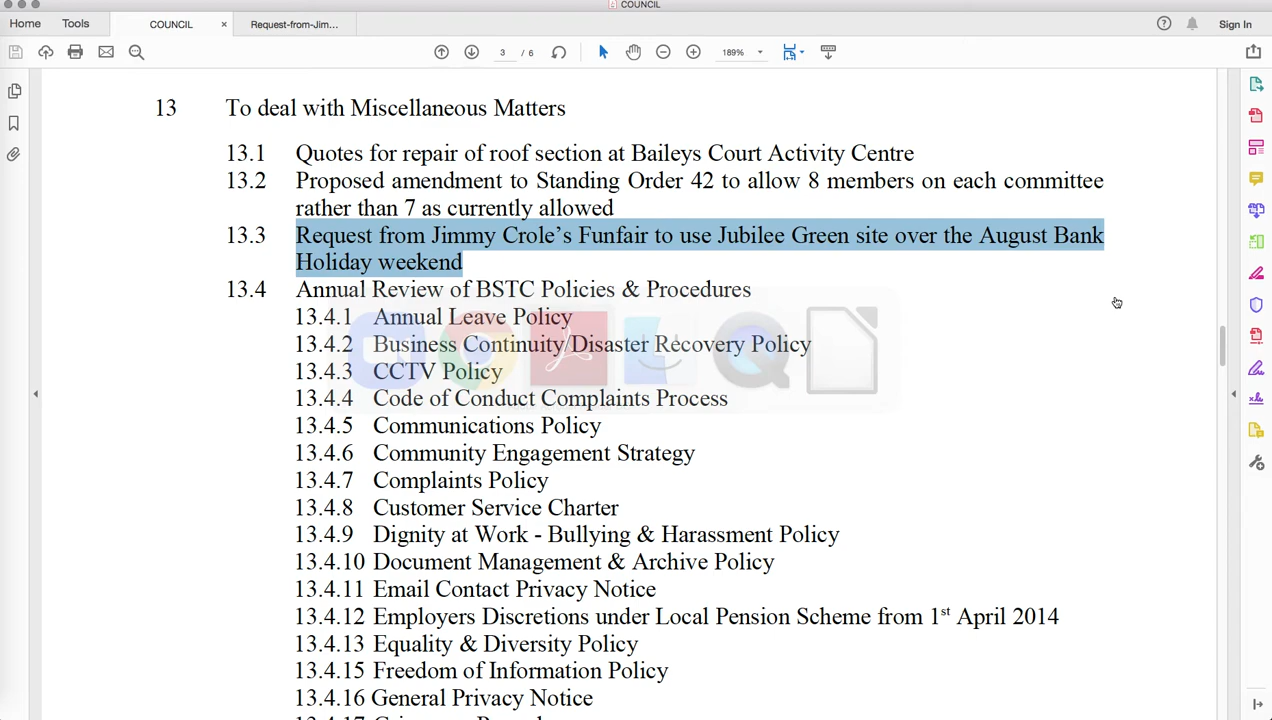 COUNCIL
Home Tools COUNCIL × Request-from-Jim... Sign In
3 / 6 189%
13 To deal with Miscellaneous Matters
13.1 Quotes for repair of roof section at Baileys Court Activity Centre
13.2 Proposed amendment to Standing Order 42 to allow 8 members on each committee
rather than 7 as currently allowed
13.3 Request from Jimmy Crole’s Funfair to use Jubilee Green site over the August Bank
Holiday weekend
13.4 Annual Review of BSTC Policies & Procedures
13.4.1 Annual Leave Policy
13.4.2 Business Continuity/Disaster Recovery Policy
13.4.3 CCTV Policy
13.4.4 Code of Conduct Complaints Process
13.4.5 Communications Policy
13.4.6 Community Engagement Strategy
13.4.7 Complaints Policy
13.4.8 Customer Service Charter
13.4.9 Dignity at Work - Bullying & Harassment Policy
13.4.10 Document Management & Archive Policy
13.4.11 Email Contact Privacy Notice
13.4.12 Employers Discretions under Local Pension Scheme from 1st April 2014
13.4.13 Equality & Diversity Policy
13.4.15 Freedom of Information Policy
13.4.16 General Privacy Notice